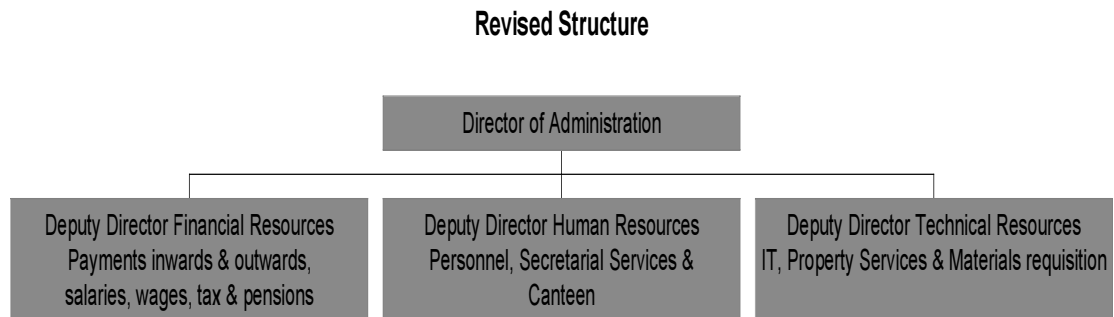 Revised Structure
Director of Administration
Deputy Director Financial Resources
Payments inwards & outwards,
salaries, wages, tax & pensions
Deputy Director Human Resources
Personnel, Secretarial Services &
Canteen
Deputy Director Technical Resources
IT, Property Services & Materials requisition